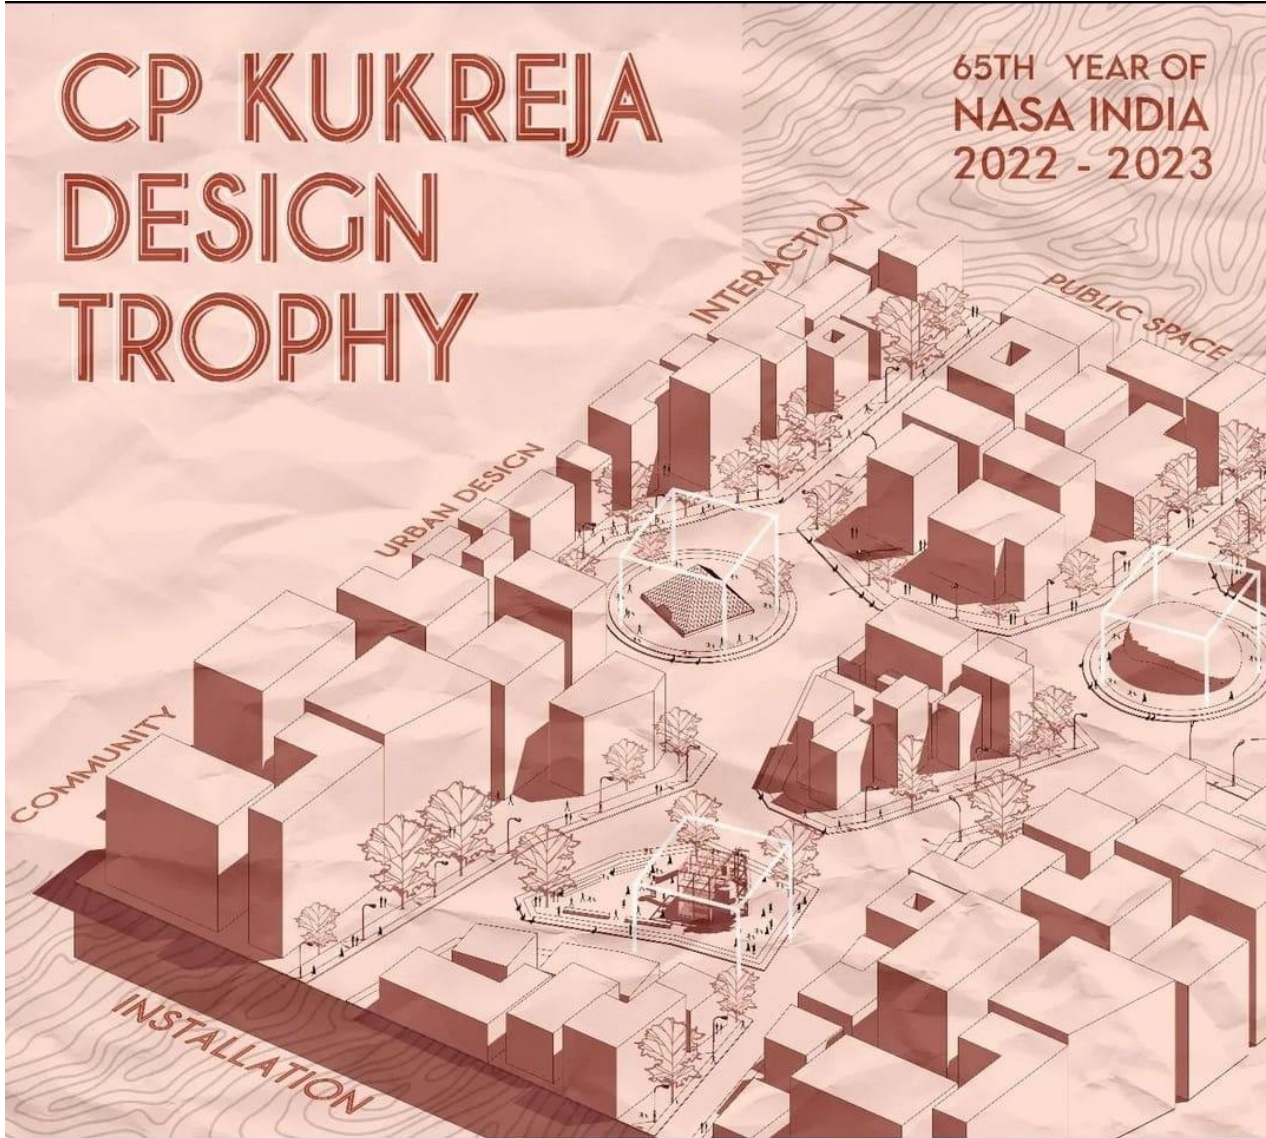 CP KUKREJA
DESIGN
TROPHY
65TH YEAR OF
NASA INDIA
2022 - 2023
INTERACTION
PUBLIC SPACE
URBAN DESIGN
COMMUNITY
INSTALLATION